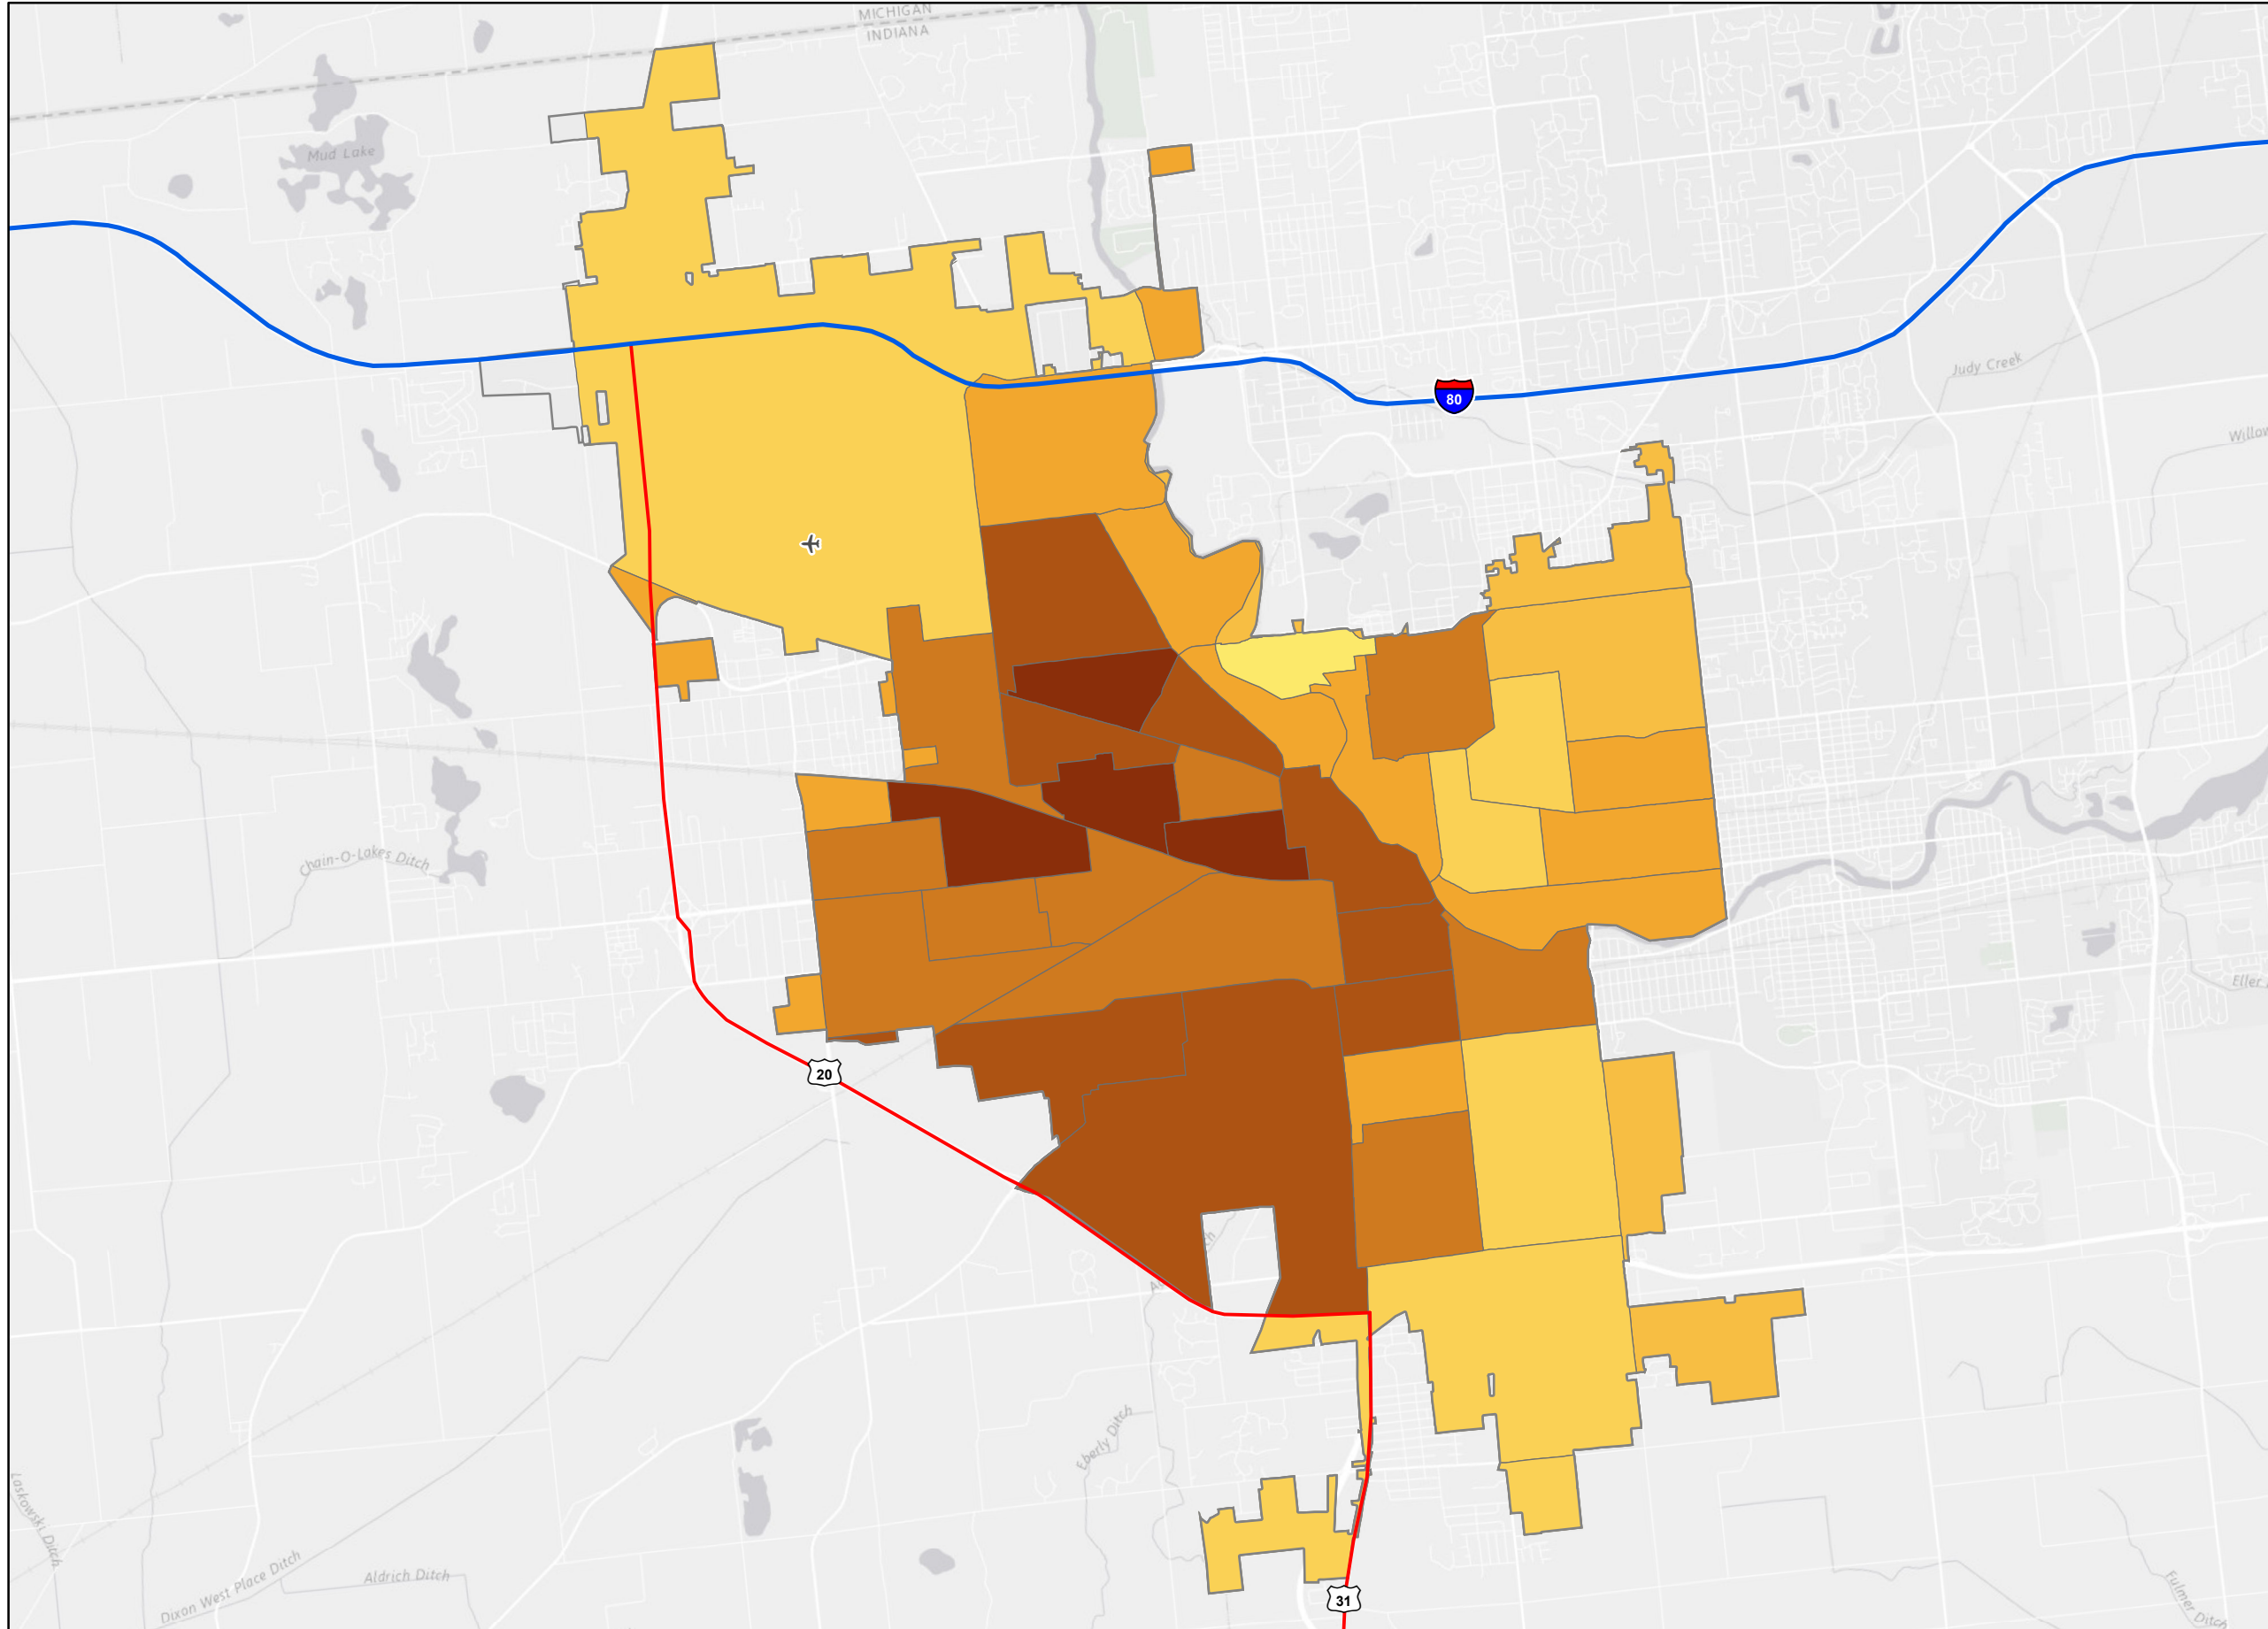 MICHIGAN
INDIANA
Mud Lake
Judy Creek
80
Willow
Chain-O-Lakes Ditch
Eller
20
Eberly Ditch
Laskowski Ditch
Dixon West Place Ditch
Aldrich Ditch
31
Fulmer Ditch